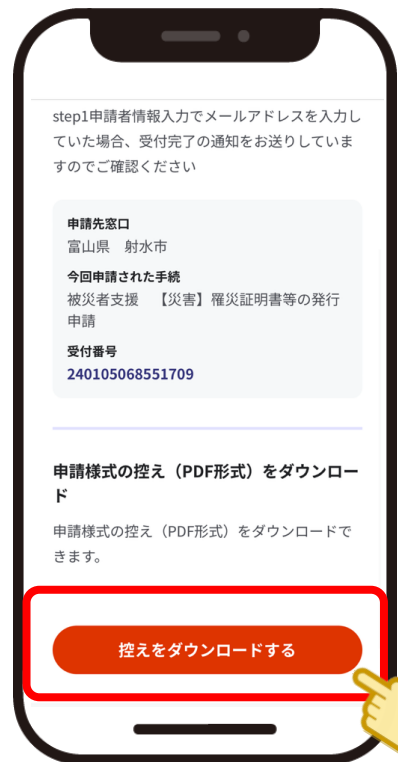 step1申請者情報入力でメールアドレスを入力し
ていた場合、受付完了の通知をお送りしていま
すのでご確認ください
申請先窓口
富山県 射水市
今回申請された手続
被災者支援 【災害】罹災証明書等の発行
申請
受付番号
240105068551709
申請様式の控え（PDF形式）をダウンロー
ド
申請様式の控え（PDF形式）をダウンロードで
きます。
控えをダウンロードする